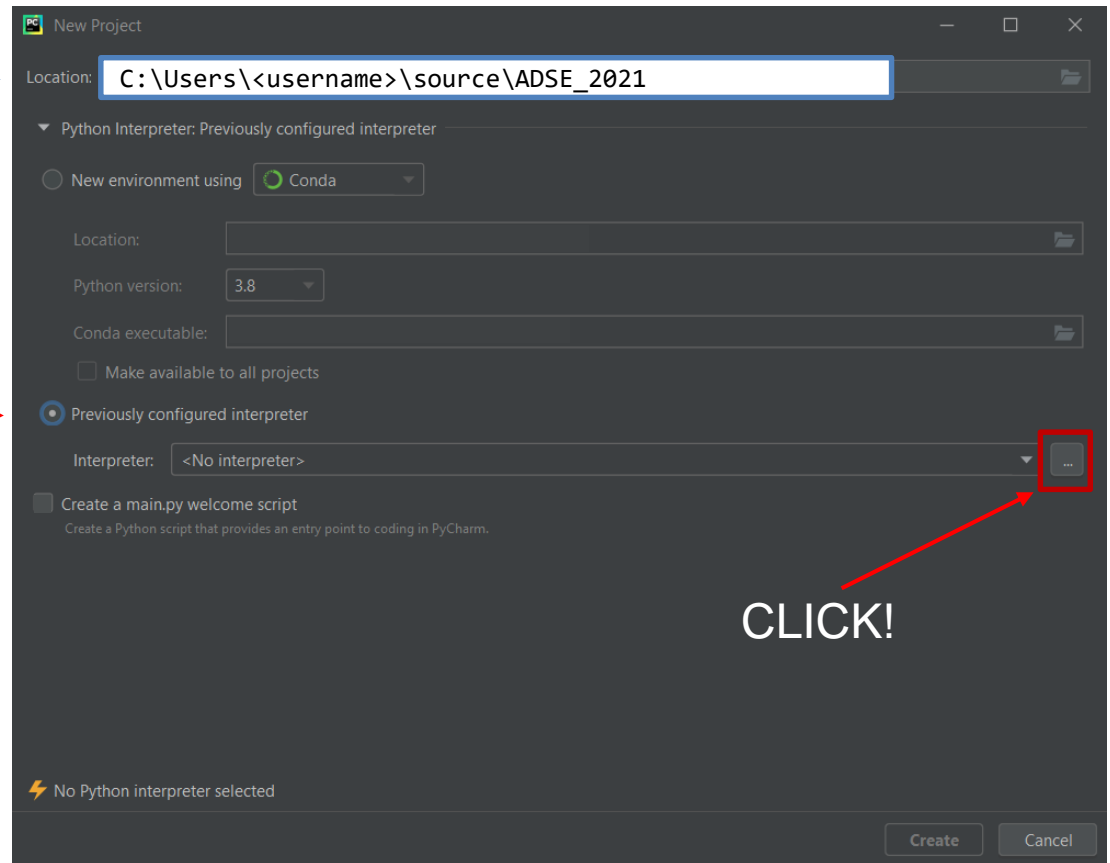 PC New Project
Location: C:\Users\<username>\source\ADSE_2021
Python Interpreter: Previously configured interpreter
New environment using Conda
Location:
Python version: 3.8
Conda executable:
Make available to all projects
Previously configured interpreter
Interpreter: <No interpreter> ...
Create a main.py welcome script
Create a Python script that provides an entry point to coding in PyCharm.
CLICK!
No Python interpreter selected
Create Cancel